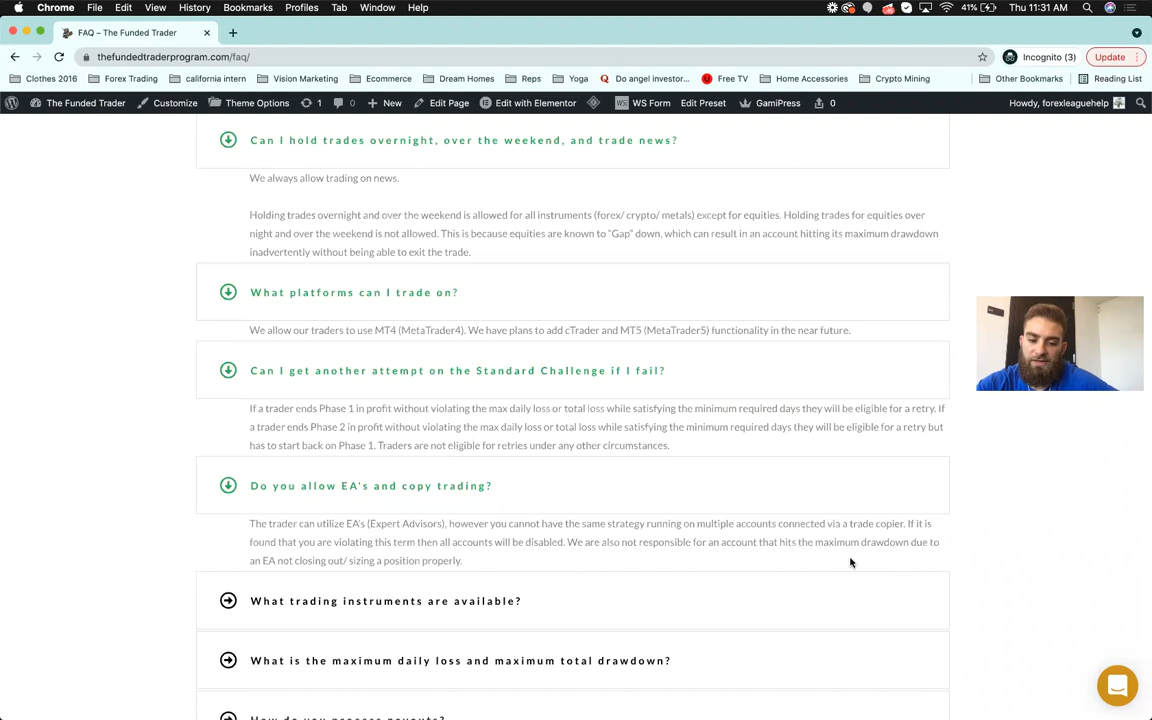 Chrome File Edit View History Bookmarks Profiles Tab Window Help 41% Thu 11:31 AM
FAQ – The Funded Trader
thefundedtraderprogram.com/faq/ Incognito (3) Update
Clothes 2016 Forex Trading california intern Vision Marketing Ecommerce Dream Homes Reps Yoga Do angel investor... Free TV Home Accessories Crypto Mining Other Bookmarks Reading List
The Funded Trader Customize Theme Options 1 0 New Edit Page Edit with Elementor WS Form Edit Preset GamiPress 0 Howdy, forexleaguehelp
Can I hold trades overnight, over the weekend, and trade news?
We always allow trading on news.
Holding trades overnight and over the weekend is allowed for all instruments (forex/ crypto/ metals) except for equities. Holding trades for equities over
night and over the weekend is not allowed. This is because equities are known to “Gap” down, which can result in an account hitting its maximum drawdown
inadvertently without being able to exit the trade.
What platforms can I trade on?
We allow our traders to use MT4 (MetaTrader4). We have plans to add cTrader and MT5 (MetaTrader5) functionality in the near future.
Can I get another attempt on the Standard Challenge if I fail?
If a trader ends Phase 1 in profit without violating the max daily loss or total loss while satisfying the minimum required days they will be eligible for a retry. If
a trader ends Phase 2 in profit without violating the max daily loss or total loss while satisfying the minimum required days they will be eligible for a retry but
has to start back on Phase 1. Traders are not eligible for retries under any other circumstances.
Do you allow EA's and copy trading?
The trader can utilize EA’s (Expert Advisors), however you cannot have the same strategy running on multiple accounts connected via a trade copier. If it is
found that you are violating this term then all accounts will be disabled. We are also not responsible for an account that hits the maximum drawdown due to
an EA not closing out/ sizing a position properly.
What trading instruments are available?
What is the maximum daily loss and maximum total drawdown?
How do you process payouts?